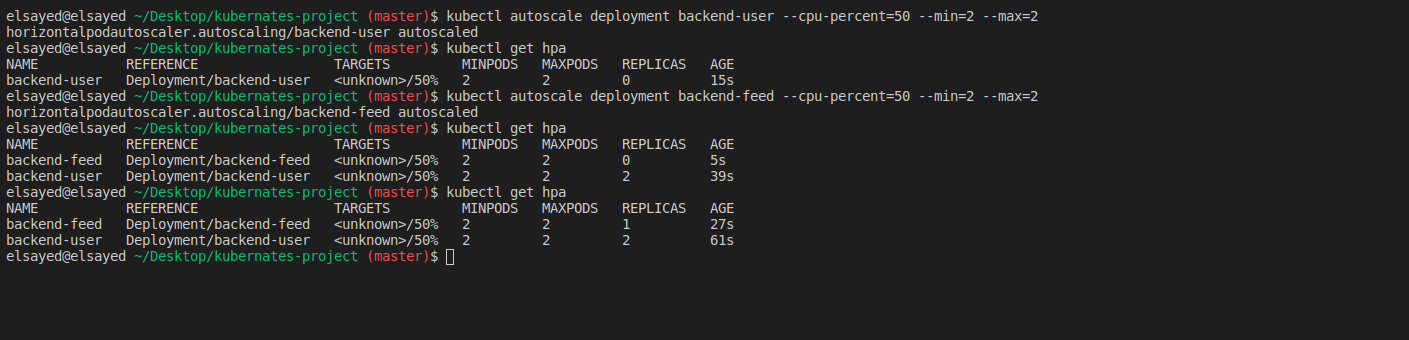 elsayed@elsayed ~/Desktop/kubernates-project (master)$ kubectl autoscale deployment backend-user --cpu-percent=50 --min=2 --max=2
horizontalpodautoscaler.autoscaling/backend-user autoscaled
elsayed@elsayed ~/Desktop/kubernates-project (master)$ kubectl get hpa
NAME           REFERENCE                 TARGETS         MINPODS   MAXPODS   REPLICAS   AGE
backend-user   Deployment/backend-user   <unknown>/50%   2         2         0          15s
elsayed@elsayed ~/Desktop/kubernates-project (master)$ kubectl autoscale deployment backend-feed --cpu-percent=50 --min=2 --max=2
horizontalpodautoscaler.autoscaling/backend-feed autoscaled
elsayed@elsayed ~/Desktop/kubernates-project (master)$ kubectl get hpa
NAME           REFERENCE                 TARGETS         MINPODS   MAXPODS   REPLICAS   AGE
backend-feed   Deployment/backend-feed   <unknown>/50%   2         2         0          5s
backend-user   Deployment/backend-user   <unknown>/50%   2         2         2          39s
elsayed@elsayed ~/Desktop/kubernates-project (master)$ kubectl get hpa
NAME           REFERENCE                 TARGETS         MINPODS   MAXPODS   REPLICAS   AGE
backend-feed   Deployment/backend-feed   <unknown>/50%   2         2         1          27s
backend-user   Deployment/backend-user   <unknown>/50%   2         2         2          61s
elsayed@elsayed ~/Desktop/kubernates-project (master)$